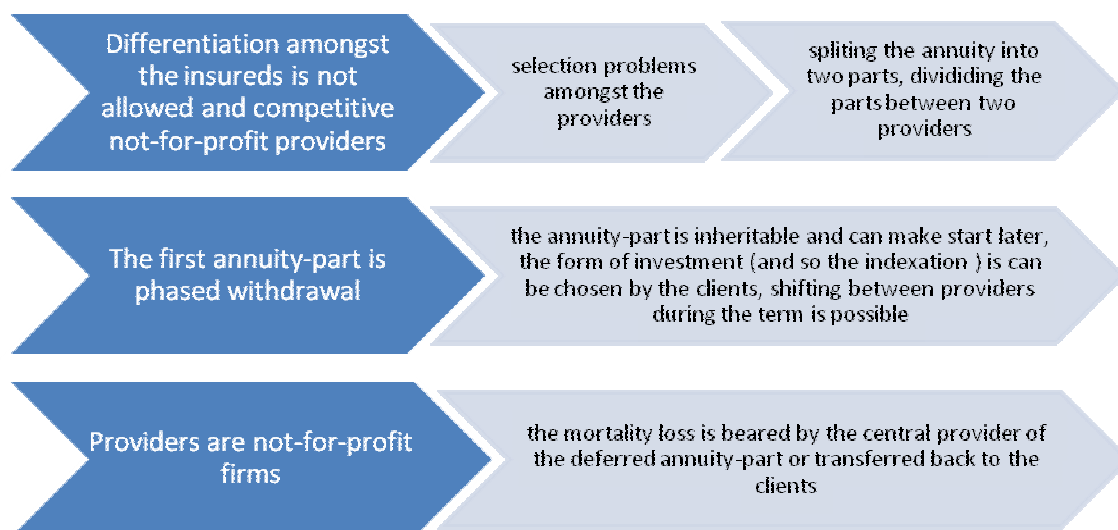 Differentiation amongst
the insureds is not
allowed and competitive
not-for-profit providers
selection problems
amongst the
providers
spliting the annuity into
two parts, divididing the
parts between two
providers
The first annuity-part is
phased withdrawal
the annuity-part is inheritable and can make start later,
the form of investment (and so the indexation ) is can
be chosen by the clients, shifting between providers
during the term is possible
Providers are not-for-profit
firms
the mortality loss is beared by the central provider of
the deferred annuity-part or transferred back to the
clients